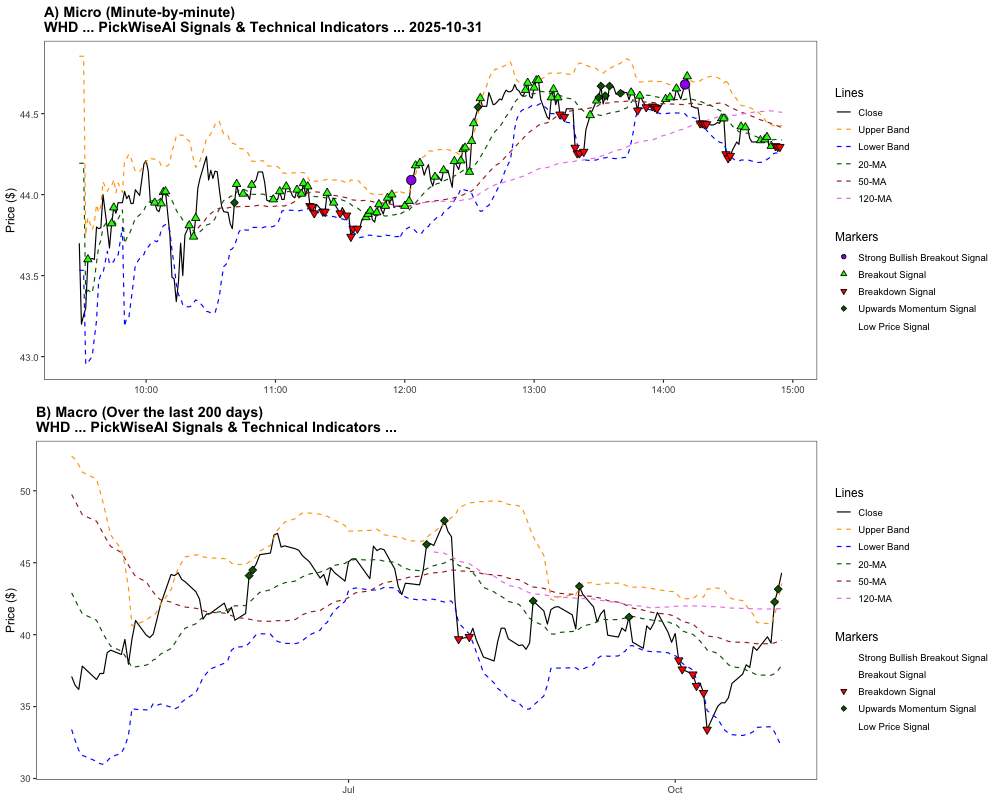 A) Micro (Minute-by-minute)
WHD ... PickWiseAI Signals & Technical Indicators ... 2025-10-31
Price ($)
44.5
44.0
43.5
43.0
10:00
11:00
12:00
13:00
14:00
15:00
Lines
Close
Upper Band
Lower Band
20-MA
50-MA
120-MA
Markers
Strong Bullish Breakout Signal
Breakout Signal
Breakdown Signal
Upwards Momentum Signal
Low Price Signal
B) Macro (Over the last 200 days)
WHD ... PickWiseAI Signals & Technical Indicators ...
Price ($)
50
45
40
35
30
Jul
Oct
Lines
Close
Upper Band
Lower Band
20-MA
50-MA
120-MA
Markers
Strong Bullish Breakout Signal
Breakout Signal
Breakdown Signal
Upwards Momentum Signal
Low Price Signal